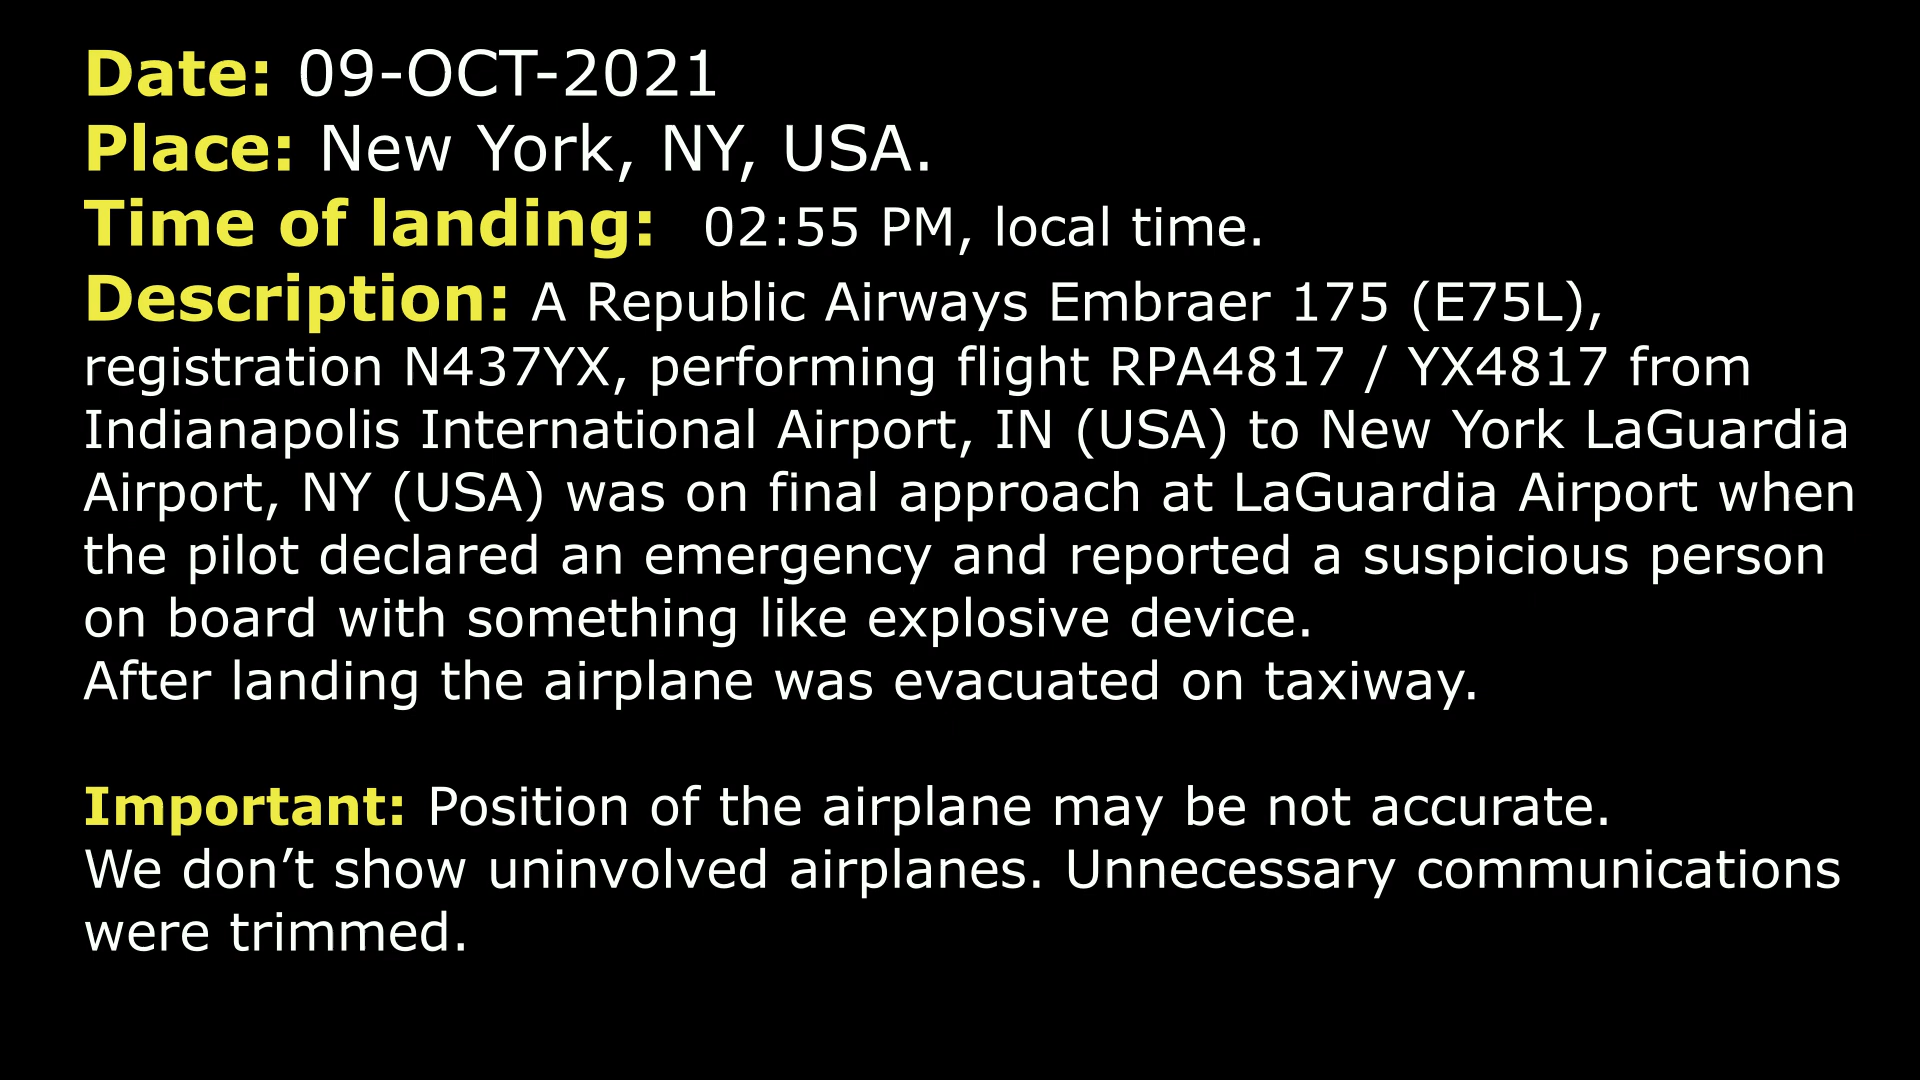 Date: 09-OCT-2021
Place: New York, NY, USA.
Time of landing: 02:55 PM, local time.
Description: A Republic Airways Embraer 175 (E75L),
registration N437YX, performing flight RPA4817 / YX4817 from
Indianapolis International Airport, IN (USA) to New York LaGuardia
Airport, NY (USA) was on final approach at LaGuardia Airport when
the pilot declared an emergency and reported a suspicious person
on board with something like explosive device.
After landing the airplane was evacuated on taxiway.
Important: Position of the airplane may be not accurate.
We don’t show uninvolved airplanes. Unnecessary communications
were trimmed.